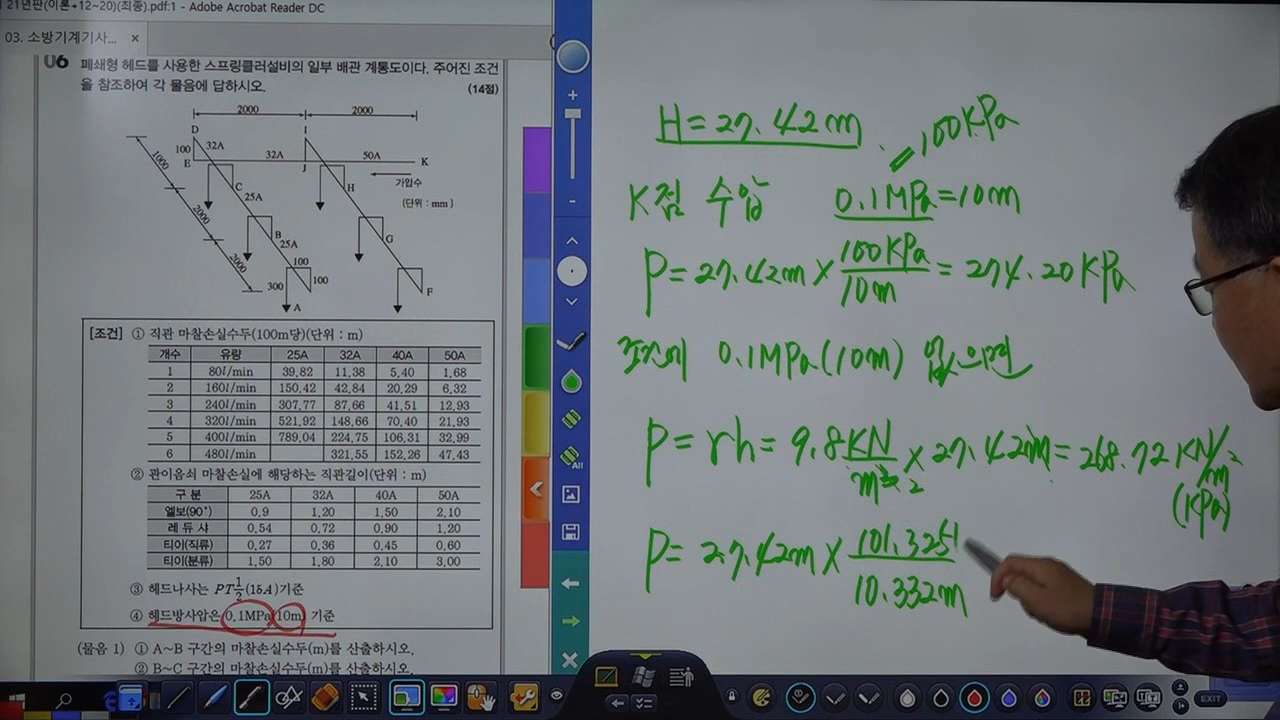 21년판(이론+12~20)(최종).pdf:1 - Adobe Acrobat Reader DC
03. 소방기계기사... ×
06 폐쇄형 헤드를 사용한 스프링클러설비의 일부 배관 계통도이다. 주어진 조건
을 참조하여 각 물음에 답하시오. (14점)
2000 2000
D I
100 32A 32A 50A K
E J
1000 C H 가압수
25A (단위 : mm)
2000 B G
25A
2000 100
300 100 F
A
[조건] ① 직관 마찰손실수두(100m당)(단위 : m)
개수 유량 25A 32A 40A 50A
1 80l/min 39.82 11.38 5.40 1.68
2 160l/min 150.42 42.84 20.29 6.32
3 240l/min 307.77 87.66 41.51 12.93
4 320l/min 521.92 148.66 70.40 21.93
5 400l/min 789.04 224.75 106.31 32.99
6 480l/min 321.55 152.26 47.43
② 관이음쇠 마찰손실에 해당하는 직관길이(단위 : m)
구 분 25A 32A 40A 50A
엘보(90°) 0.9 1.20 1.50 2.10
레 듀 샤 0.54 0.72 0.90 1.20
티이(직류) 0.27 0.36 0.45 0.60
티이(분류) 1.50 1.80 2.10 3.00
③ 헤드나사는 PT1/2(15A)기준
④ 헤드방사압은 0.1MPa(10m) 기준
(물음 1) ① A~B 구간의 마찰손실수두(m)를 산출하시오.
② B~C 구간의 마찰손실수두(m)를 산출하시오.
H=27.42m
100KPa
K점 수압 0.1MPa=10m
P=27.42m×100KPa/10m=274.20KPa
조건에 0.1MPa(10m) 없으면
P=rh=9.8KN/m³×27.42m=268.72KN/m²
2
(KPa)
P=27.42m×101.325/10.332m
All
EXIT